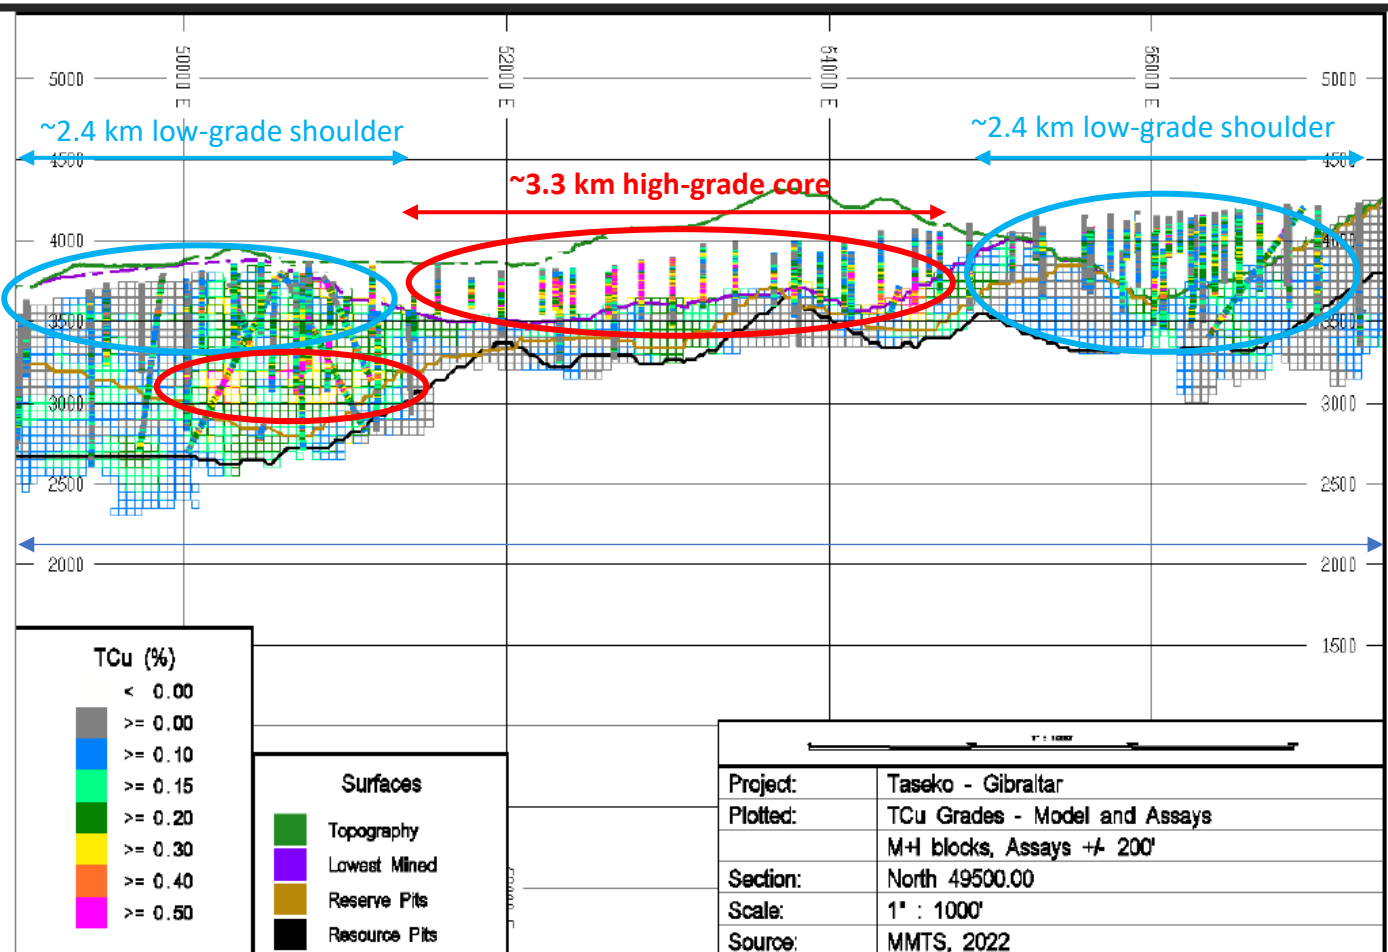 50000 E
52000 E
54000 E
56000 E
5000
5000
~2.4 km low-grade shoulder
~2.4 km low-grade shoulder
4500
4500
~3.3 km high-grade core
4000
4000
3500
3500
3000
3000
2500
2500
2000
2000
1500
TCu (%)
< 0.00
>= 0.00
>= 0.10
>= 0.15
>= 0.20
>= 0.30
>= 0.40
>= 0.50
Surfaces
Topography
Lowest Mined
Reserve Pits
Resource Pits
1" : 1000'
Project: Taseko - Gibraltar
Plotted: TCu Grades - Model and Assays
M+I blocks, Assays +/- 200'
Section: North 49500.00
Scale: 1" : 1000'
Source: MMTS, 2022